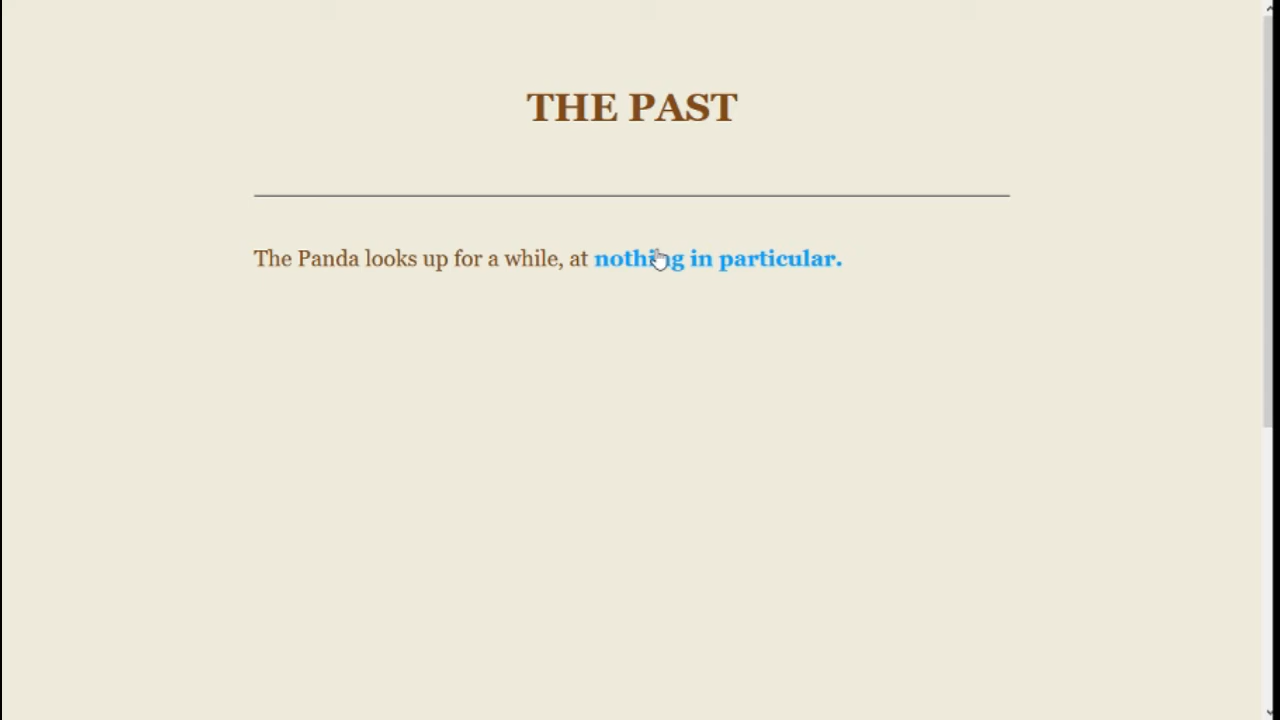 THE PAST
The Panda looks up for a while, at nothing in particular.